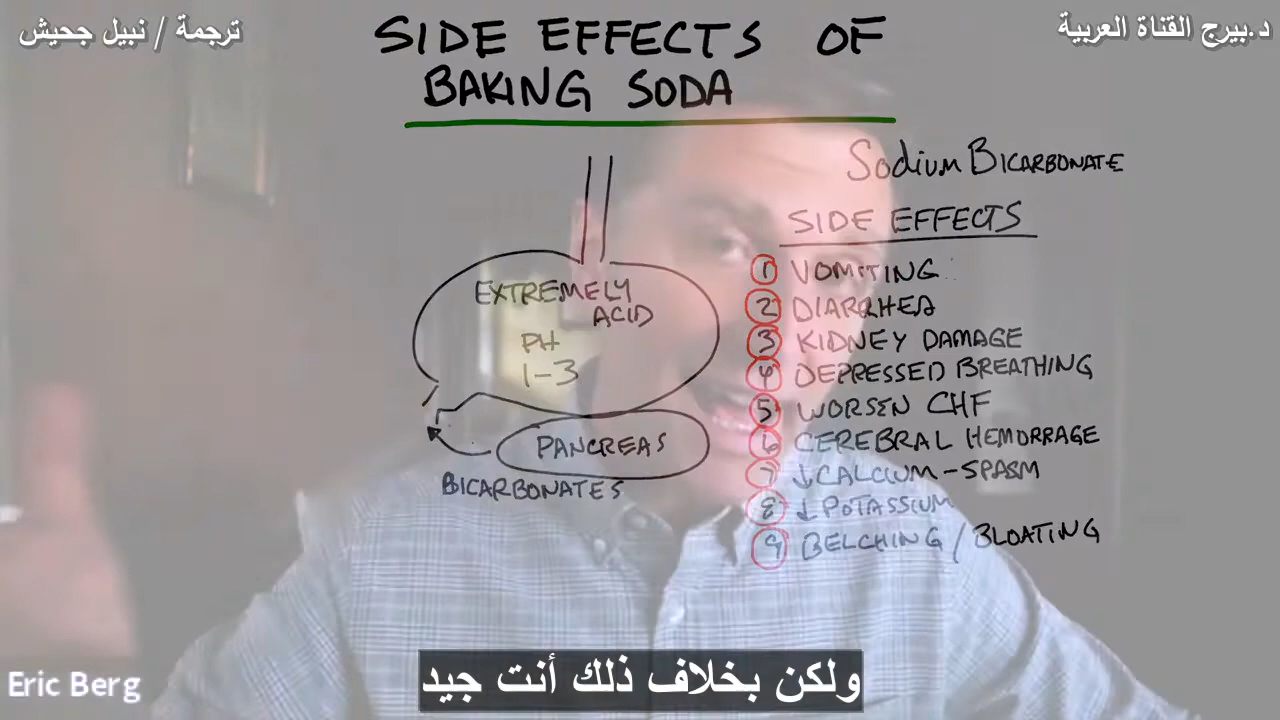 ترجمة / نبيل جحيش
د.بيرج القناة العربية
SIDE EFFECTS OF
BAKING SODA
SODIUM BICARBONATE
SIDE EFFECTS
1 VOMITING
2 DIARRHEA
3 KIDNEY DAMAGE
4 DEPRESSED BREATHING
5 WORSEN CHF
6 CEREBRAL HEMORRAGE
7 ↓CALCIUM-SPASM
8 ↓POTASSIUM
9 BELCHING / BLOATING
EXTREMELY
ACID
PH
1-3
PANCREAS
BICARBONATES
Eric Berg
ولكن بخلاف ذلك أنت جيد